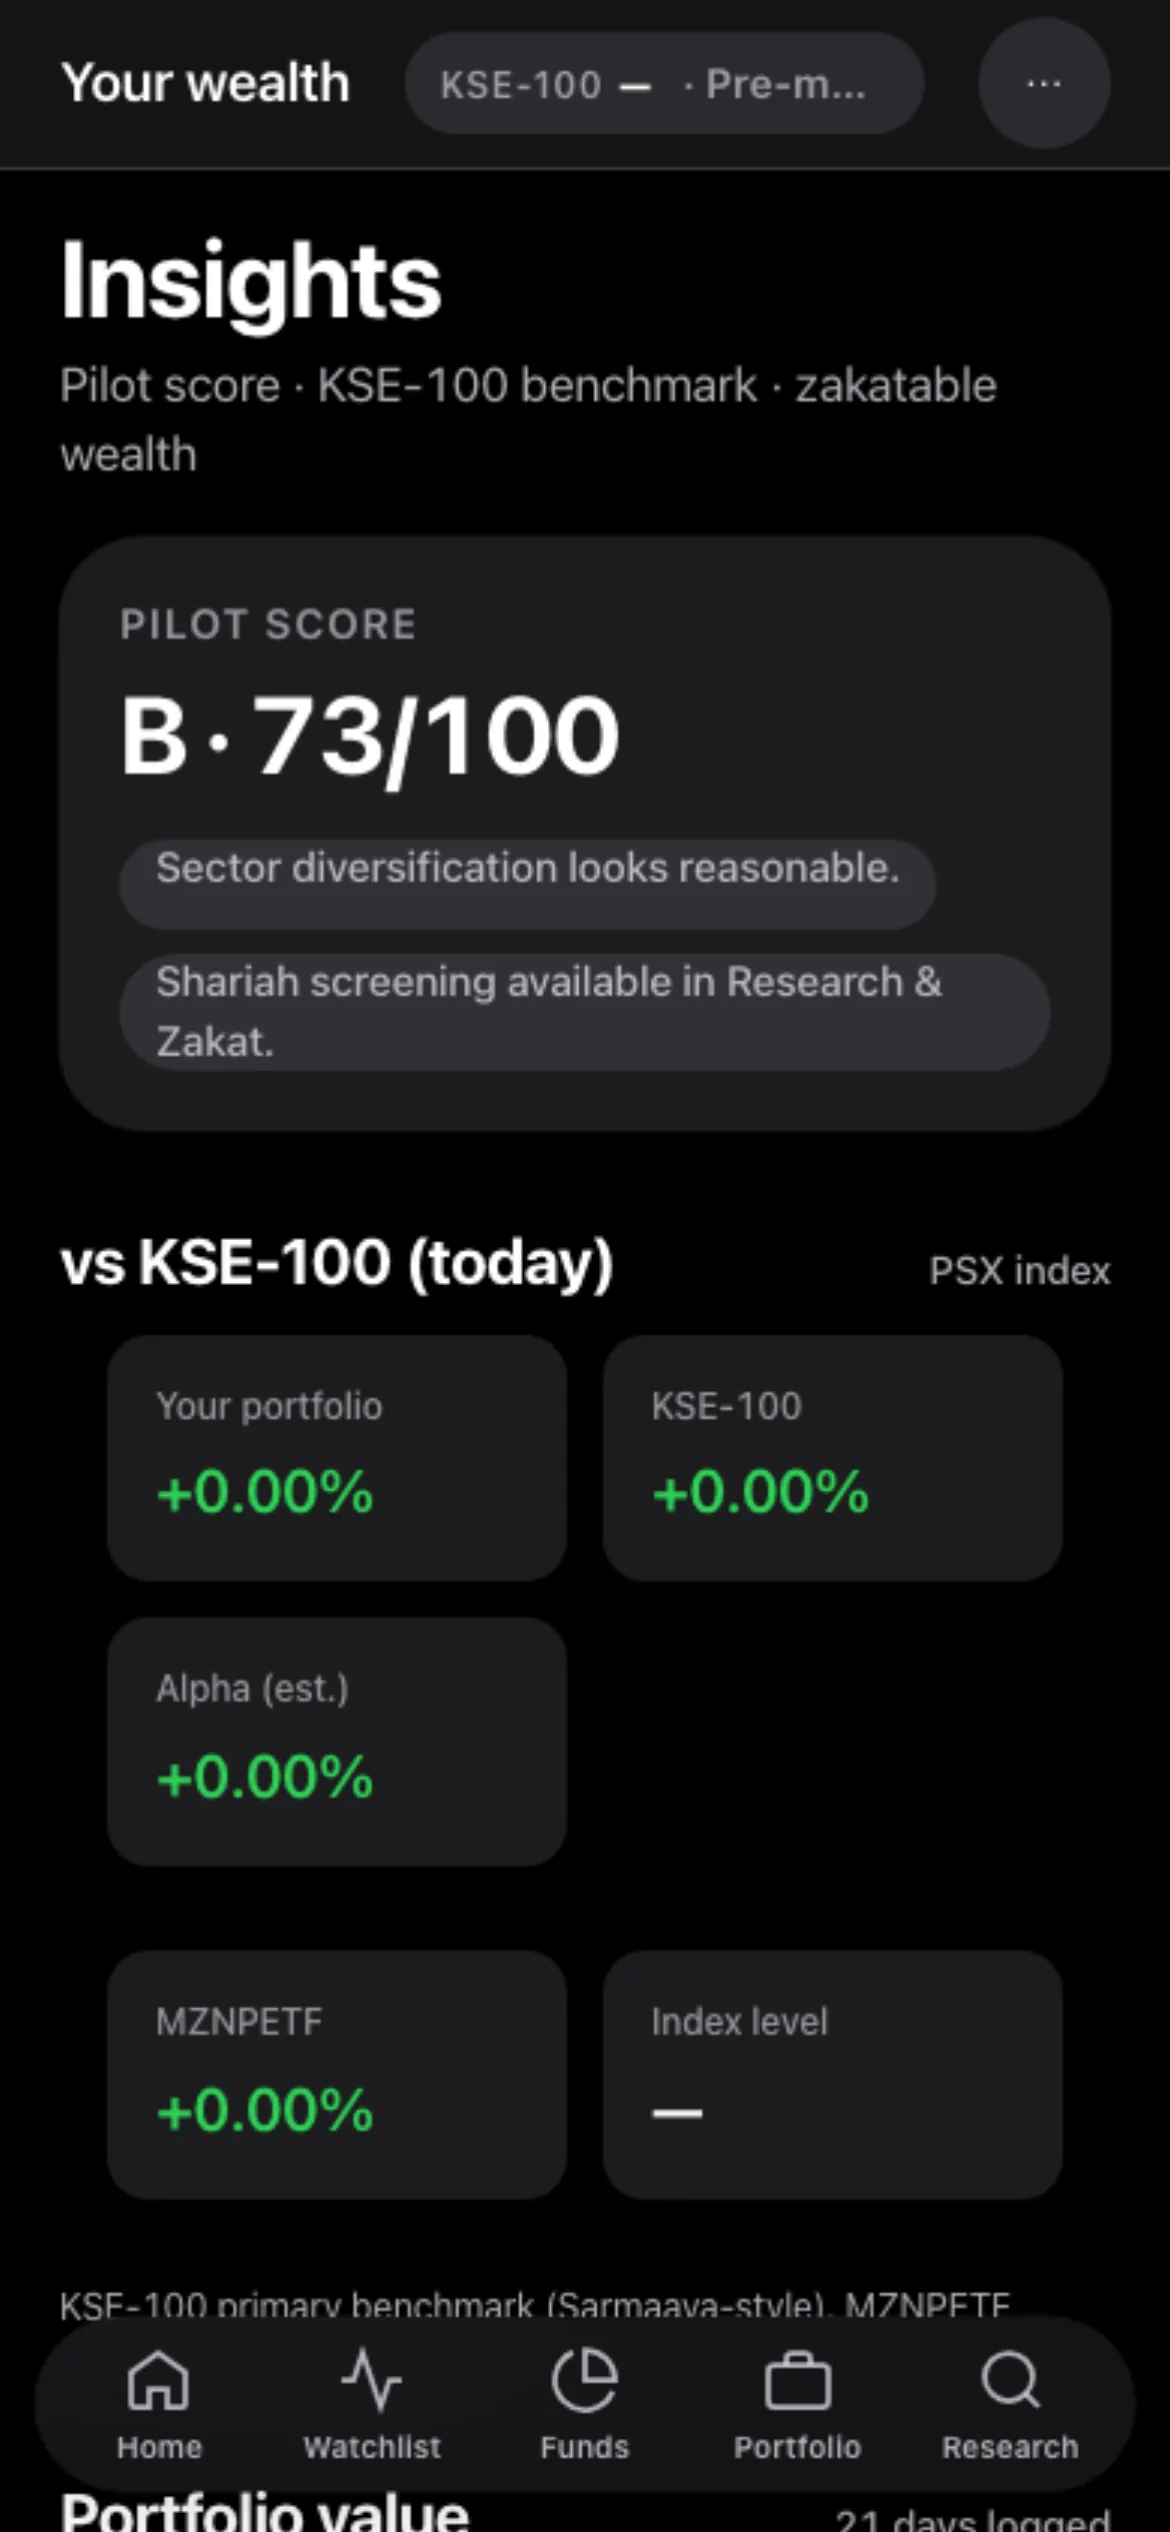 Your wealth
KSE-100 — · Pre-m...
...
Insights
Pilot score · KSE-100 benchmark · zakatable
wealth
PILOT SCORE
B · 73/100
Sector diversification looks reasonable.
Shariah screening available in Research &
Zakat.
vs KSE-100 (today)
PSX index
Your portfolio
KSE-100
+0.00%
+0.00%
Alpha (est.)
+0.00%
MZNPETF
Index level
+0.00%
—
KSE-100 primary benchmark (Sarmaaya-style). MZNPETF
Home
Watchlist
Funds
Portfolio
Research
Portfolio value
21 days logged